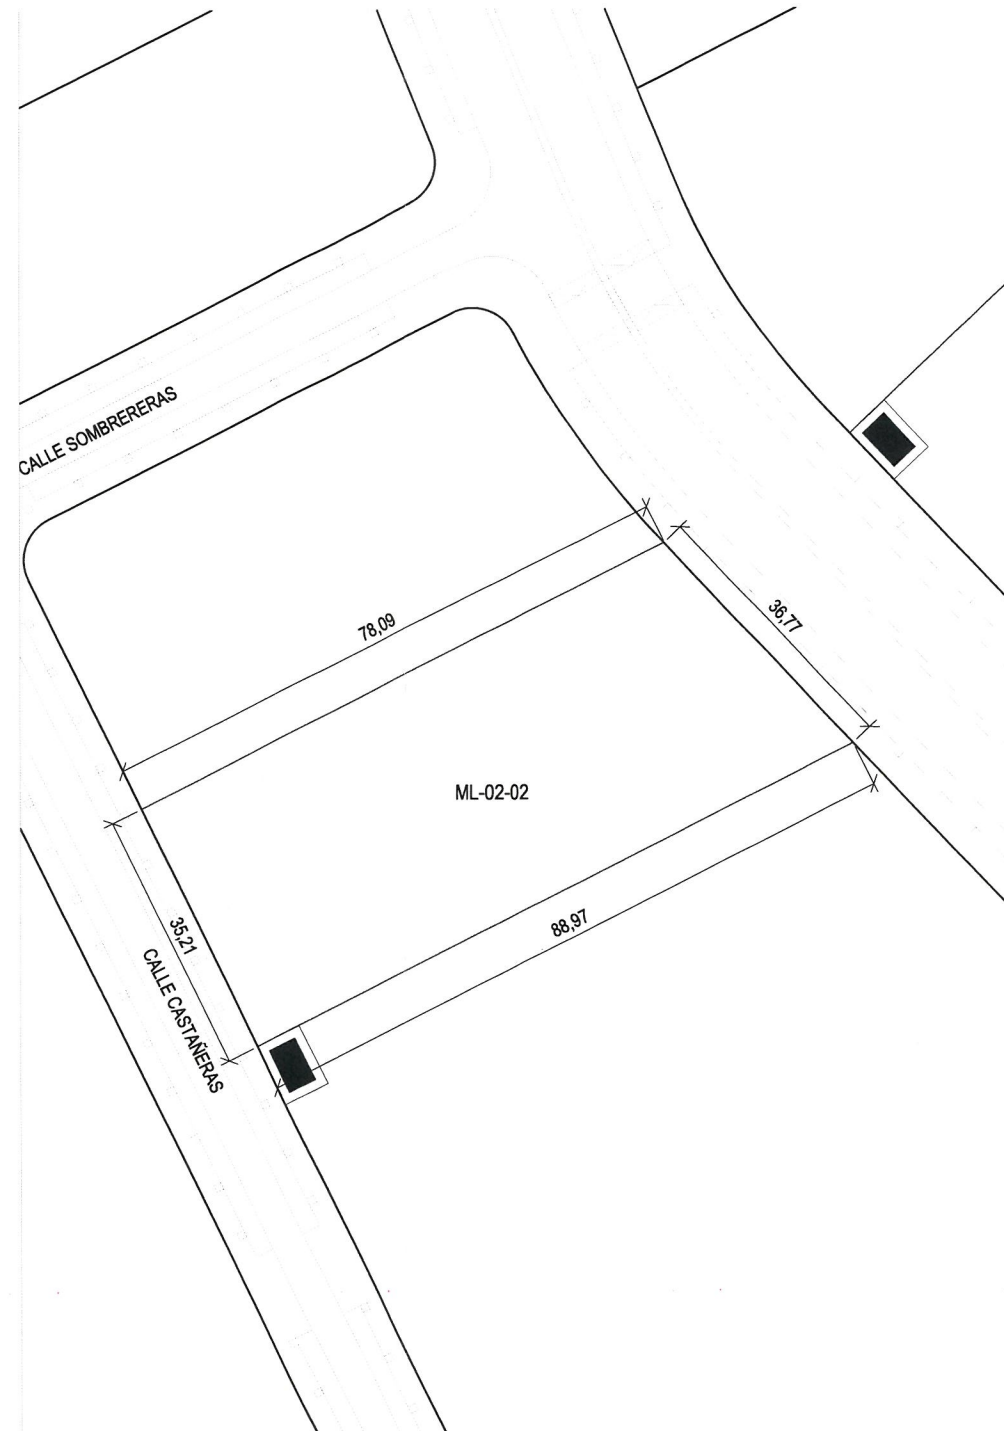 CALLE SOMBRERERAS
78,09
36,77
ML-02-02
35,21
88,97
CALLE CASTAÑERAS